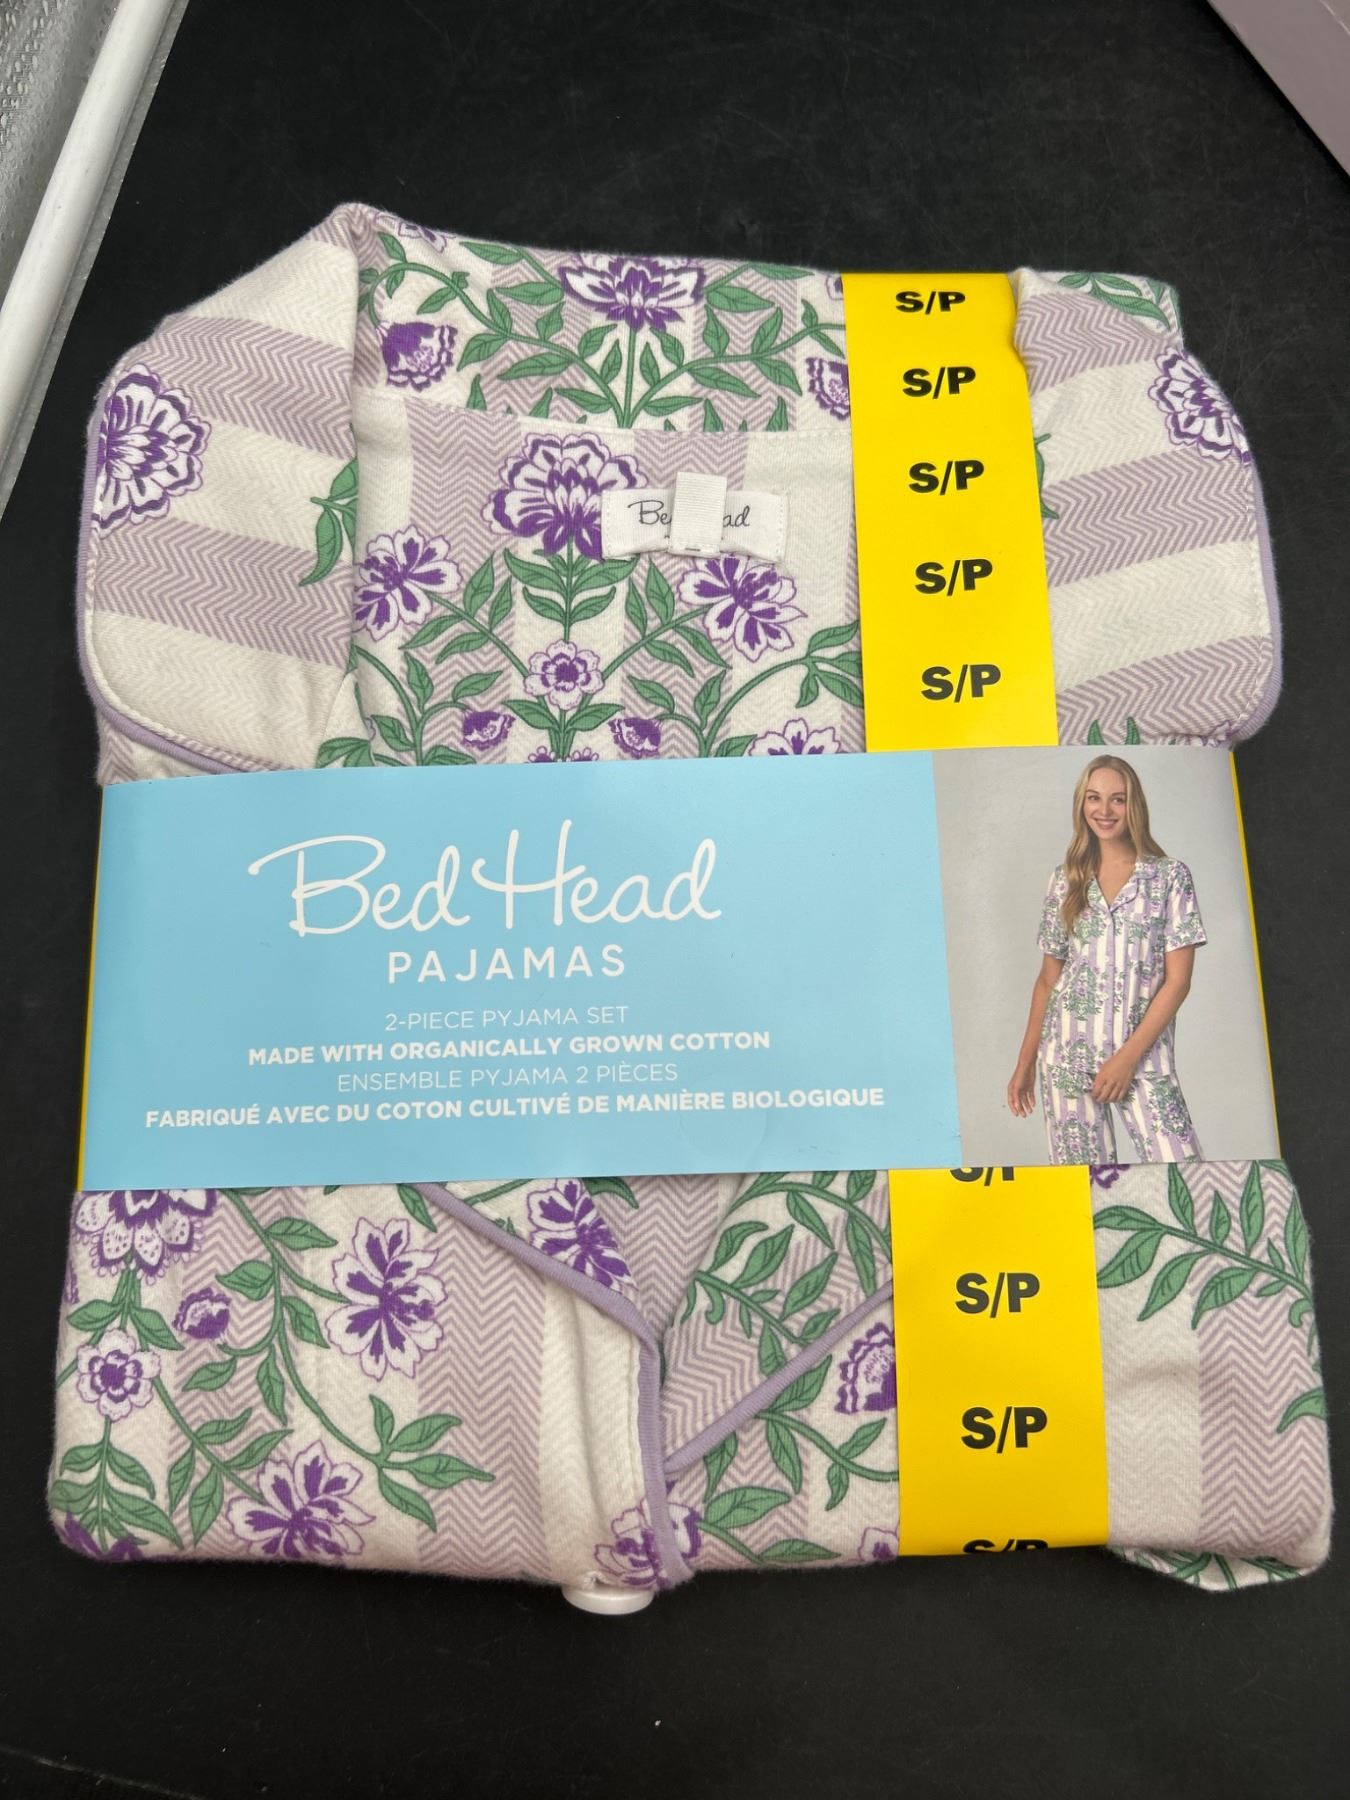 S/P
S/P
S/P
S/P
S/P
Bed Head
PAJAMAS
2-PIECE PYJAMA SET
MADE WITH ORGANICALLY GROWN COTTON
ENSEMBLE PYJAMA 2 PIÈCES
FABRIQUÉ AVEC DU COTON CULTIVÉ DE MANIÈRE BIOLOGIQUE
S/P
S/P
S/P
S/P